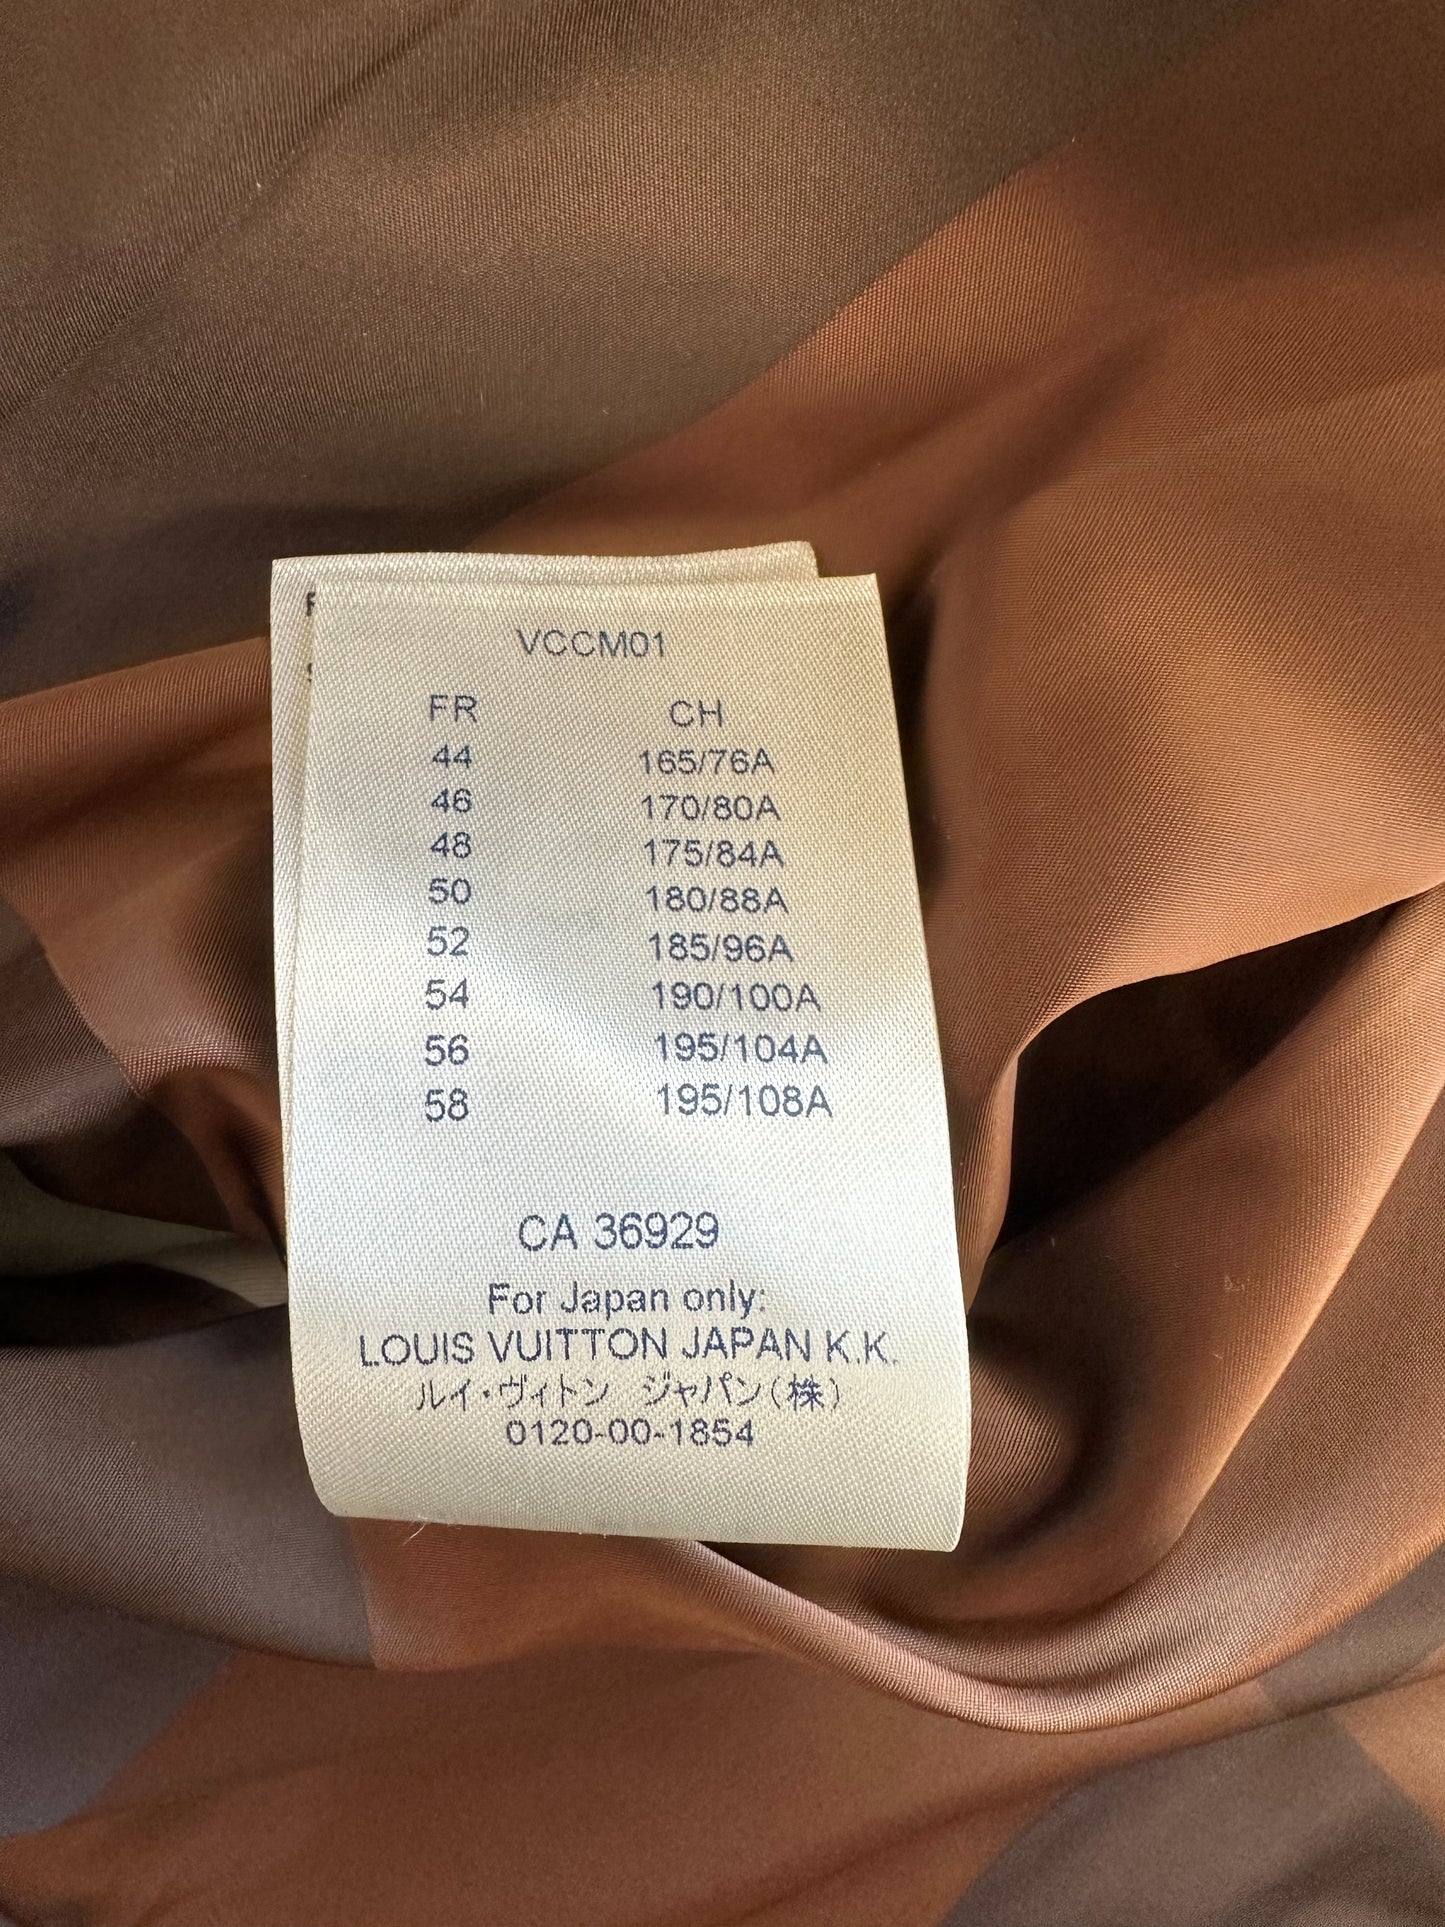 VCCM01
FR CH
44 165/76A
46 170/80A
48 175/84A
50 180/88A
52 185/96A
54 190/100A
56 195/104A
58 195/108A
CA 36929
For Japan only:
LOUIS VUITTON JAPAN K.K.
ルイ・ヴィトン ジャパン(株)
0120-00-1854